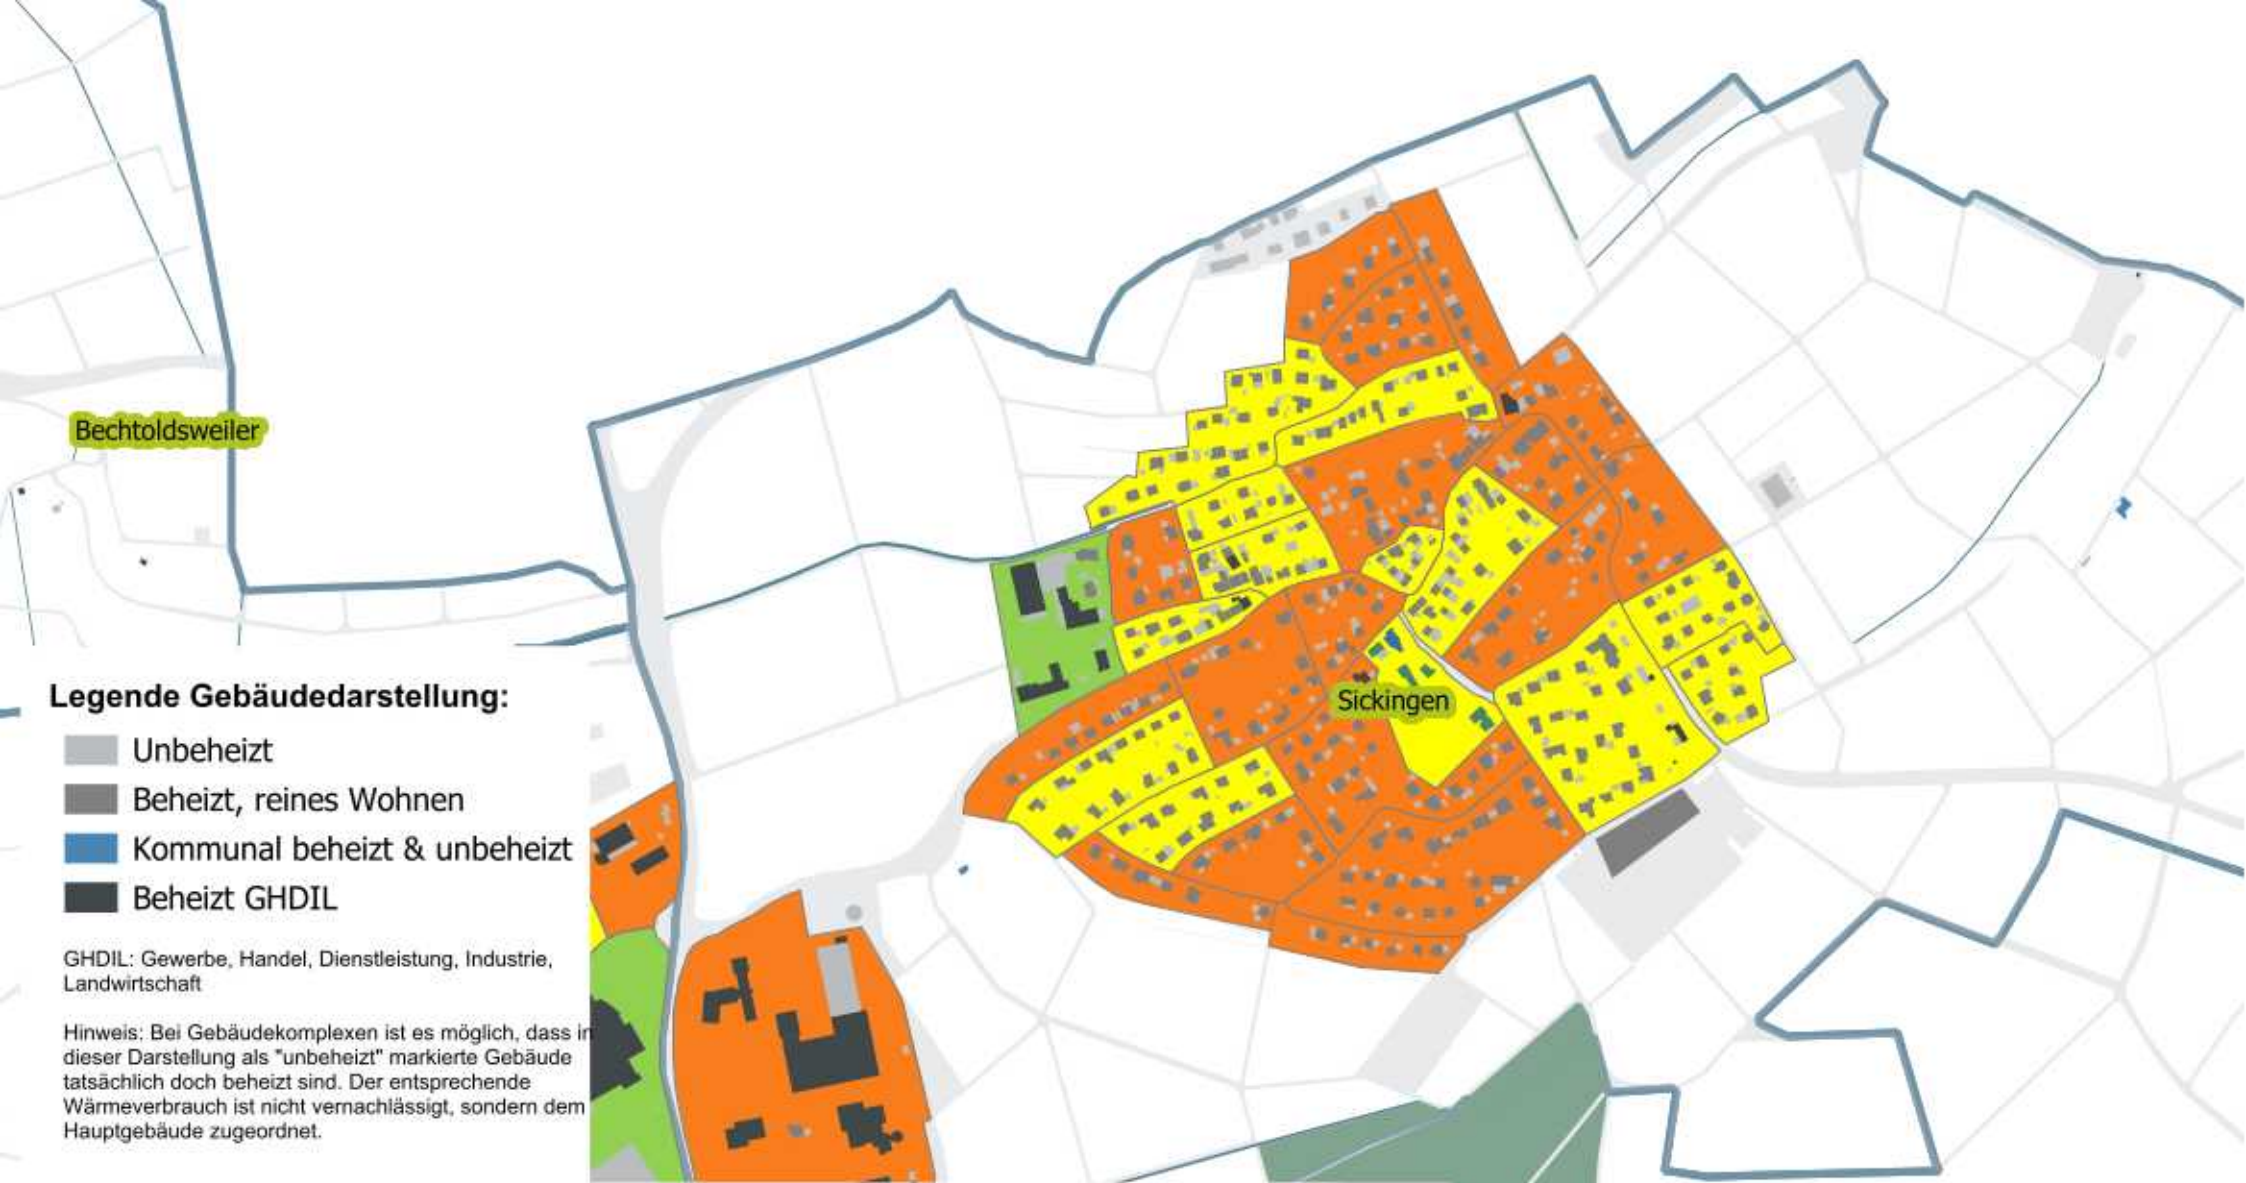 Bechtoldsweiler
Sickingen
Legende Gebäudedarstellung:
Unbeheizt
Beheizt, reines Wohnen
Kommunal beheizt & unbeheizt
Beheizt GHDIL
GHDIL: Gewerbe, Handel, Dienstleistung, Industrie,
Landwirtschaft
Hinweis: Bei Gebäudekomplexen ist es möglich, dass in
dieser Darstellung als "unbeheizt" markierte Gebäude
tatsächlich doch beheizt sind. Der entsprechende
Wärmeverbrauch ist nicht vernachlässigt, sondern dem
Hauptgebäude zugeordnet.